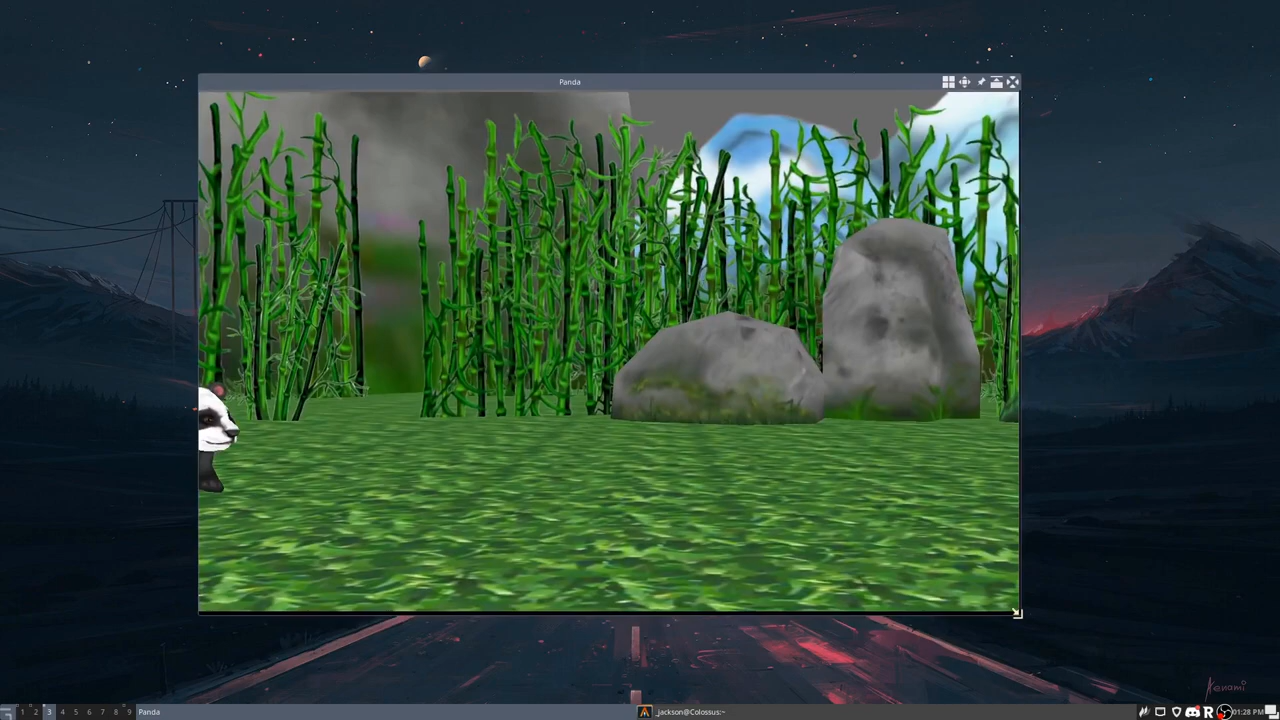 Panda
Kenami
1 2 3 4 5 6 7 8 9 Panda
jackson@Colossus:~
R 01:28 PM